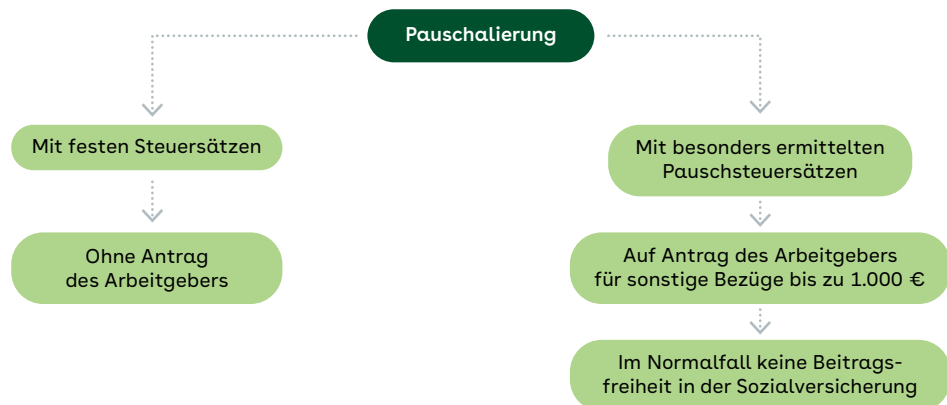 Pauschalierung
Mit festen Steuersätzen
Ohne Antrag
des Arbeitgebers
Mit besonders ermittelten
Pauschsteuersätzen
Auf Antrag des Arbeitgebers
für sonstige Bezüge bis zu 1.000 €
Im Normalfall keine Beitrags-
freiheit in der Sozialversicherung